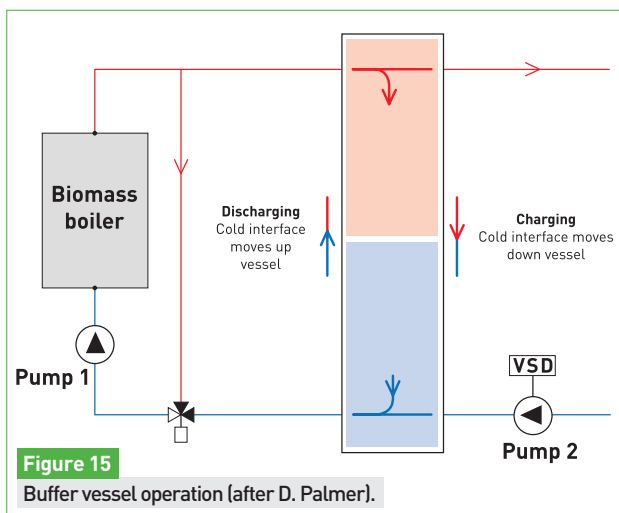 Biomass
boiler
Discharging
Cold interface
moves up
vessel
Charging
Cold interface moves
down vessel
Pump 1
VSD
Pump 2
Figure 15
Buffer vessel operation (after D. Palmer).